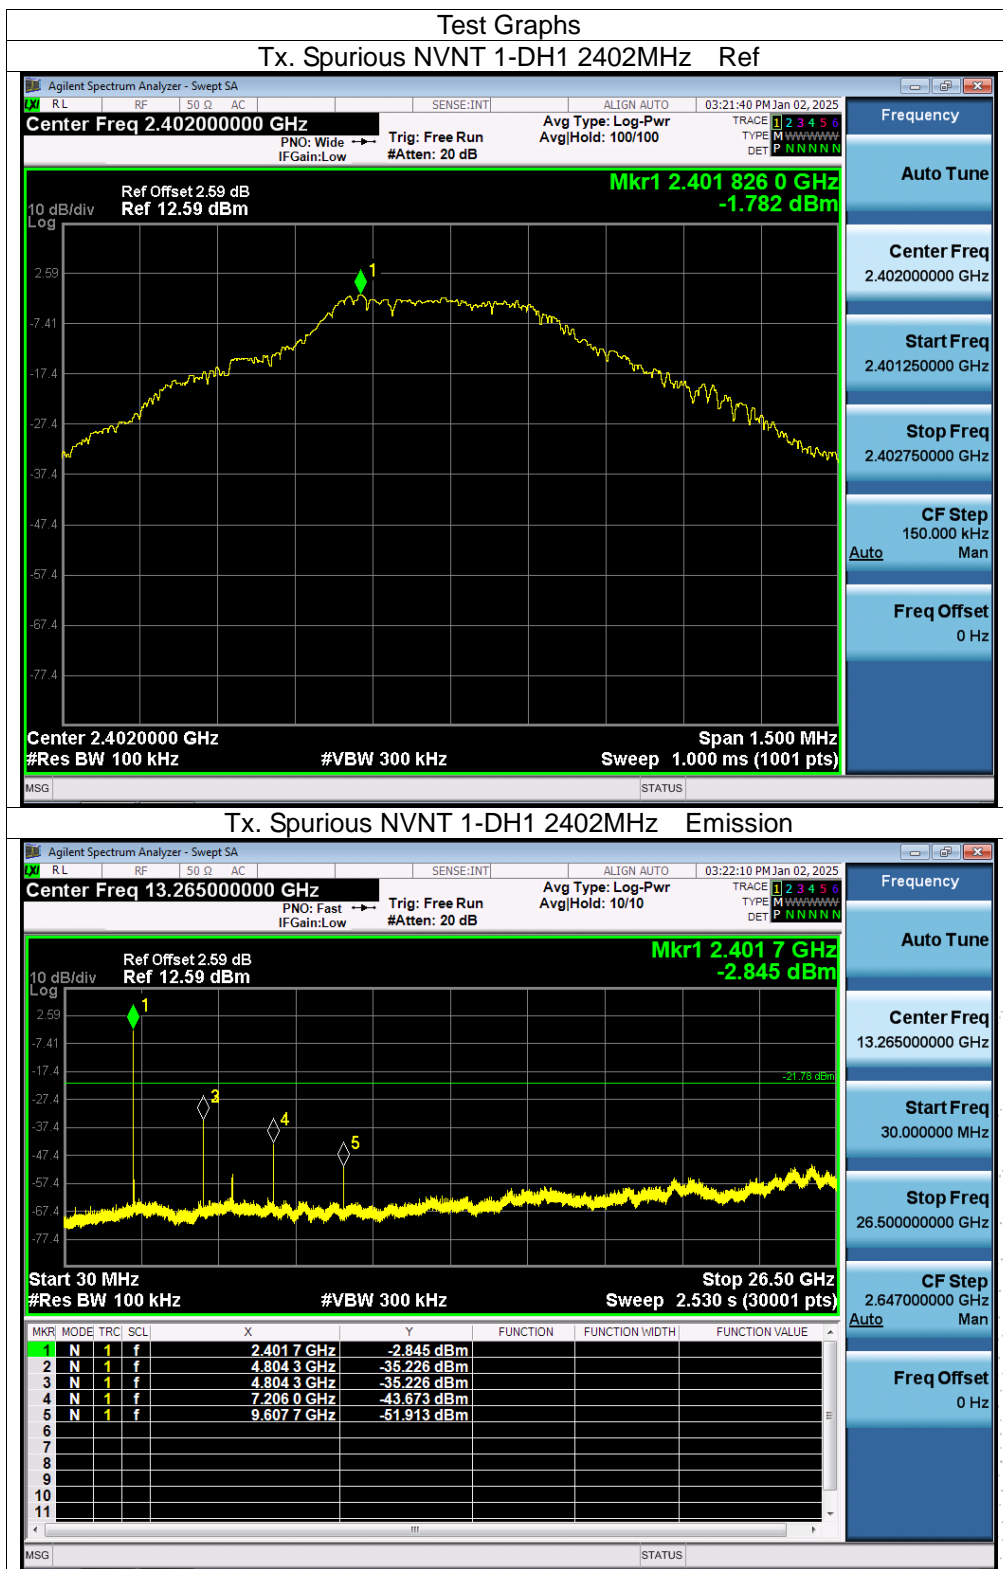 Test Graphs
Tx. Spurious NVNT 1-DH1 2402MHz Ref
Agilent Spectrum Analyzer - Swept SA
LXI RL RF 50 Ω AC SENSE:INT ALIGN AUTO 03:21:40 PM Jan 02, 2025
Center Freq 2.402000000 GHz Avg Type: Log-Pwr TRACE 1 2 3 4 5 6
PNO: Wide Trig: Free Run Avg|Hold: 100/100 TYPE M WWWWW
IFGain:Low #Atten: 20 dB DET P N N N N N
Frequency
Auto Tune
Center Freq
2.402000000 GHz
Start Freq
2.401250000 GHz
Stop Freq
2.402750000 GHz
CF Step
150.000 kHz
Auto Man
Freq Offset
0 Hz
Mkr1 2.401 826 0 GHz
-1.782 dBm
Ref Offset 2.59 dB
10 dB/div Ref 12.59 dBm
Log
1
2.59
-7.41
-17.4
-27.4
-37.4
-47.4
-57.4
-67.4
-77.4
Center 2.4020000 GHz Span 1.500 MHz
#Res BW 100 kHz #VBW 300 kHz Sweep 1.000 ms (1001 pts)
MSG STATUS
Tx. Spurious NVNT 1-DH1 2402MHz Emission
Agilent Spectrum Analyzer - Swept SA
LXI RL RF 50 Ω AC SENSE:INT ALIGN AUTO 03:22:10 PM Jan 02, 2025
Center Freq 13.265000000 GHz Avg Type: Log-Pwr TRACE 1 2 3 4 5 6
PNO: Fast Trig: Free Run Avg|Hold: 10/10 TYPE M WWWWW
IFGain:Low #Atten: 20 dB DET P N N N N N
Frequency
Auto Tune
Center Freq
13.265000000 GHz
Start Freq
30.000000 MHz
Stop Freq
26.500000000 GHz
CF Step
2.647000000 GHz
Auto Man
Freq Offset
0 Hz
Mkr1 2.401 7 GHz
-2.845 dBm
Ref Offset 2.59 dB
10 dB/div Ref 12.59 dBm
Log
1
2.59
-7.41
-17.4
-21.78 dBm
-27.4
3
-37.4
4
-47.4
5
-57.4
-67.4
-77.4
Start 30 MHz Stop 26.50 GHz
#Res BW 100 kHz #VBW 300 kHz Sweep 2.530 s (30001 pts)
MKR MODE TRC SCL X Y FUNCTION FUNCTION WIDTH FUNCTION VALUE
1 N 1 f 2.401 7 GHz -2.845 dBm
2 N 1 f 4.804 3 GHz -35.226 dBm
3 N 1 f 4.804 3 GHz -35.226 dBm
4 N 1 f 7.206 0 GHz -43.673 dBm
5 N 1 f 9.607 7 GHz -51.913 dBm
6
7
8
9
10
11
MSG STATUS